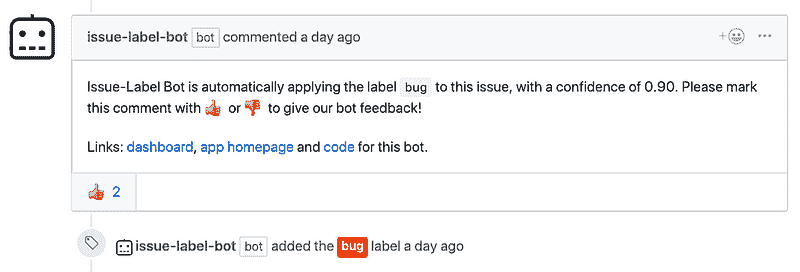 issue-label-bot bot commented a day ago
Issue-Label Bot is automatically applying the label bug to this issue, with a confidence of 0.90. Please mark
this comment with 👍 or 👎 to give our bot feedback!
Links: dashboard, app homepage and code for this bot.
👍 2
issue-label-bot bot added the bug label a day ago